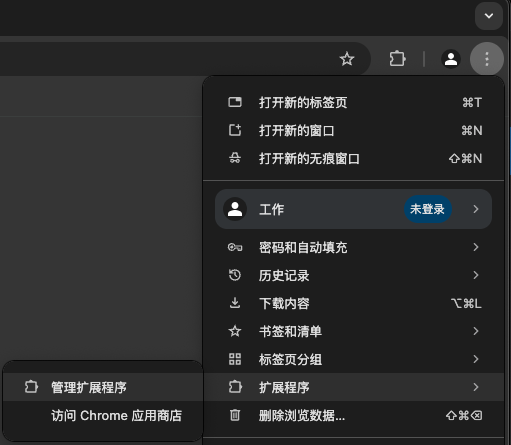 打开新的标签页 ⌘T
打开新的窗口 ⌘N
打开新的无痕窗口 ⇧⌘N
工作 未登录
密码和自动填充
历史记录
下载内容 ⌥⌘L
书签和清单
标签页分组
扩展程序
管理扩展程序
访问 Chrome 应用商店
删除浏览数据... ⇧⌘⌫